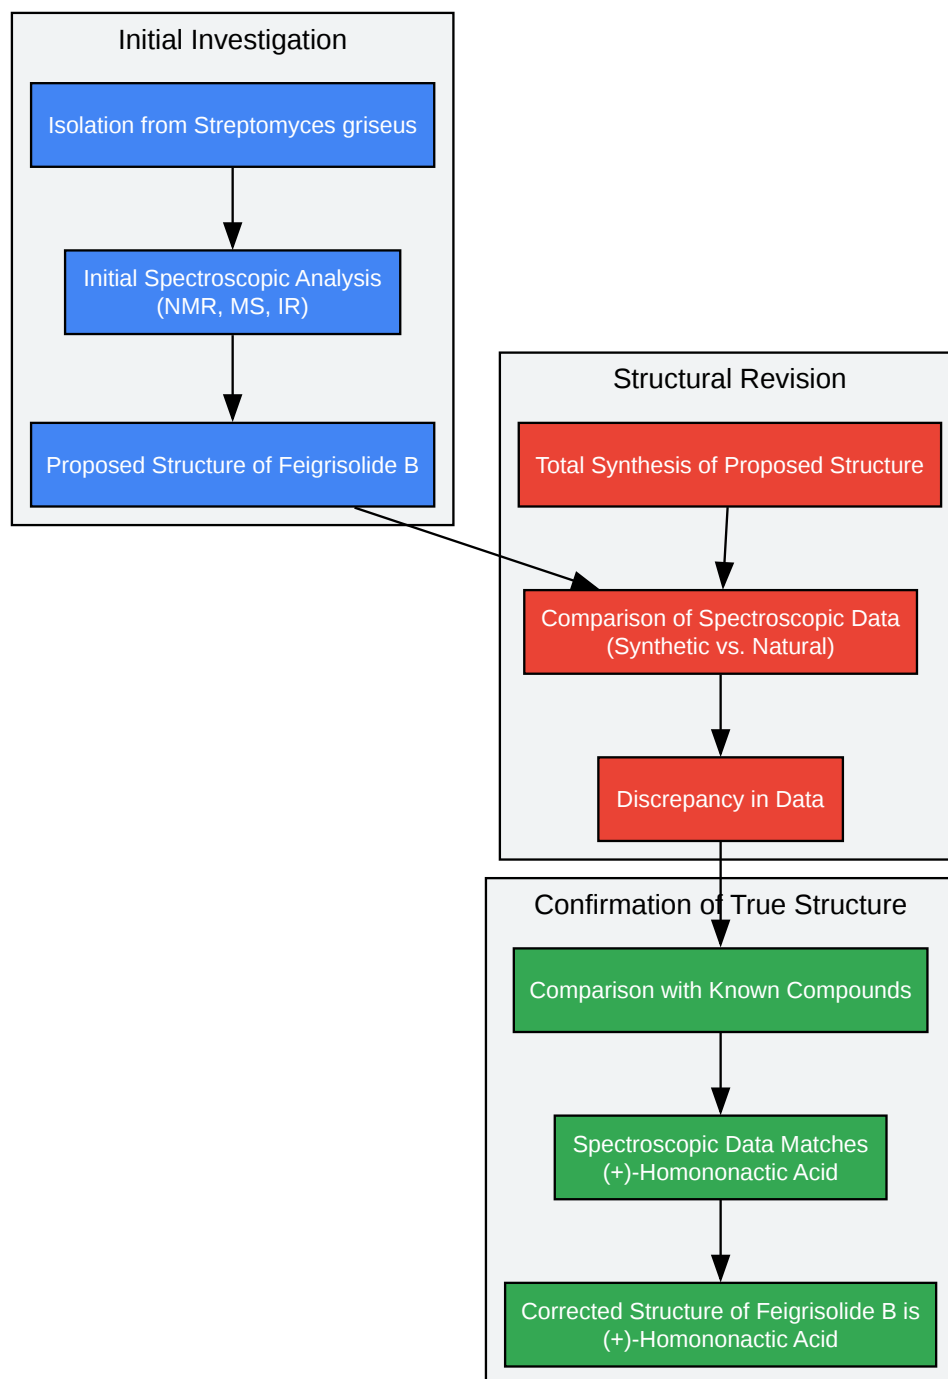 Initial Investigation
Isolation from Streptomyces griseus
Initial Spectroscopic Analysis
(NMR, MS, IR)
Proposed Structure of Feigrisolide B
Structural Revision
Total Synthesis of Proposed Structure
Comparison of Spectroscopic Data
(Synthetic vs. Natural)
Discrepancy in Data
Confirmation of True Structure
Comparison with Known Compounds
Spectroscopic Data Matches
(+)-Homononactic Acid
Corrected Structure of Feigrisolide B is
(+)-Homononactic Acid